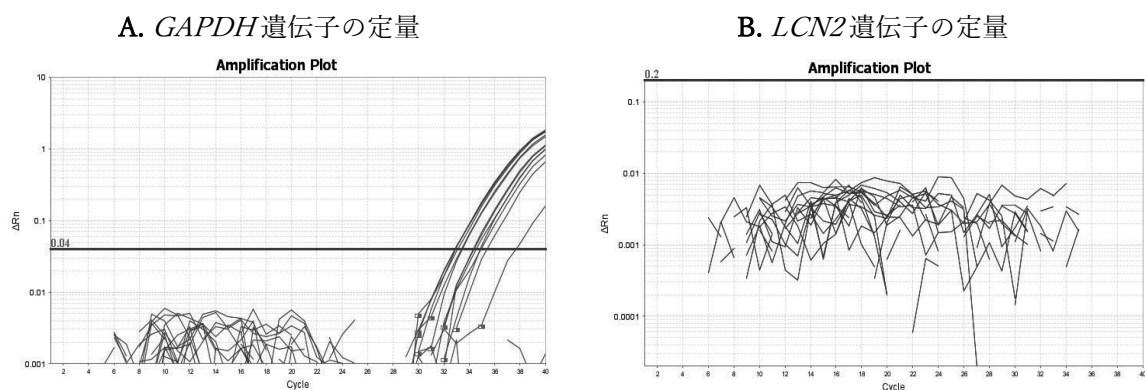 A. GAPDH遺伝子の定量
Amplification Plot
10
1
0.1
0.04
0.01
0.001
ΔRn
2 4 6 8 10 12 14 16 18 20 22 24 26 28 30 32 34 36 38 40
Cycle
B. LCN2遺伝子の定量
Amplification Plot
0.2
0.1
0.01
0.001
0.0001
ΔRn
2 4 6 8 10 12 14 16 18 20 22 24 26 28 30 32 34 36 38 40
Cycle